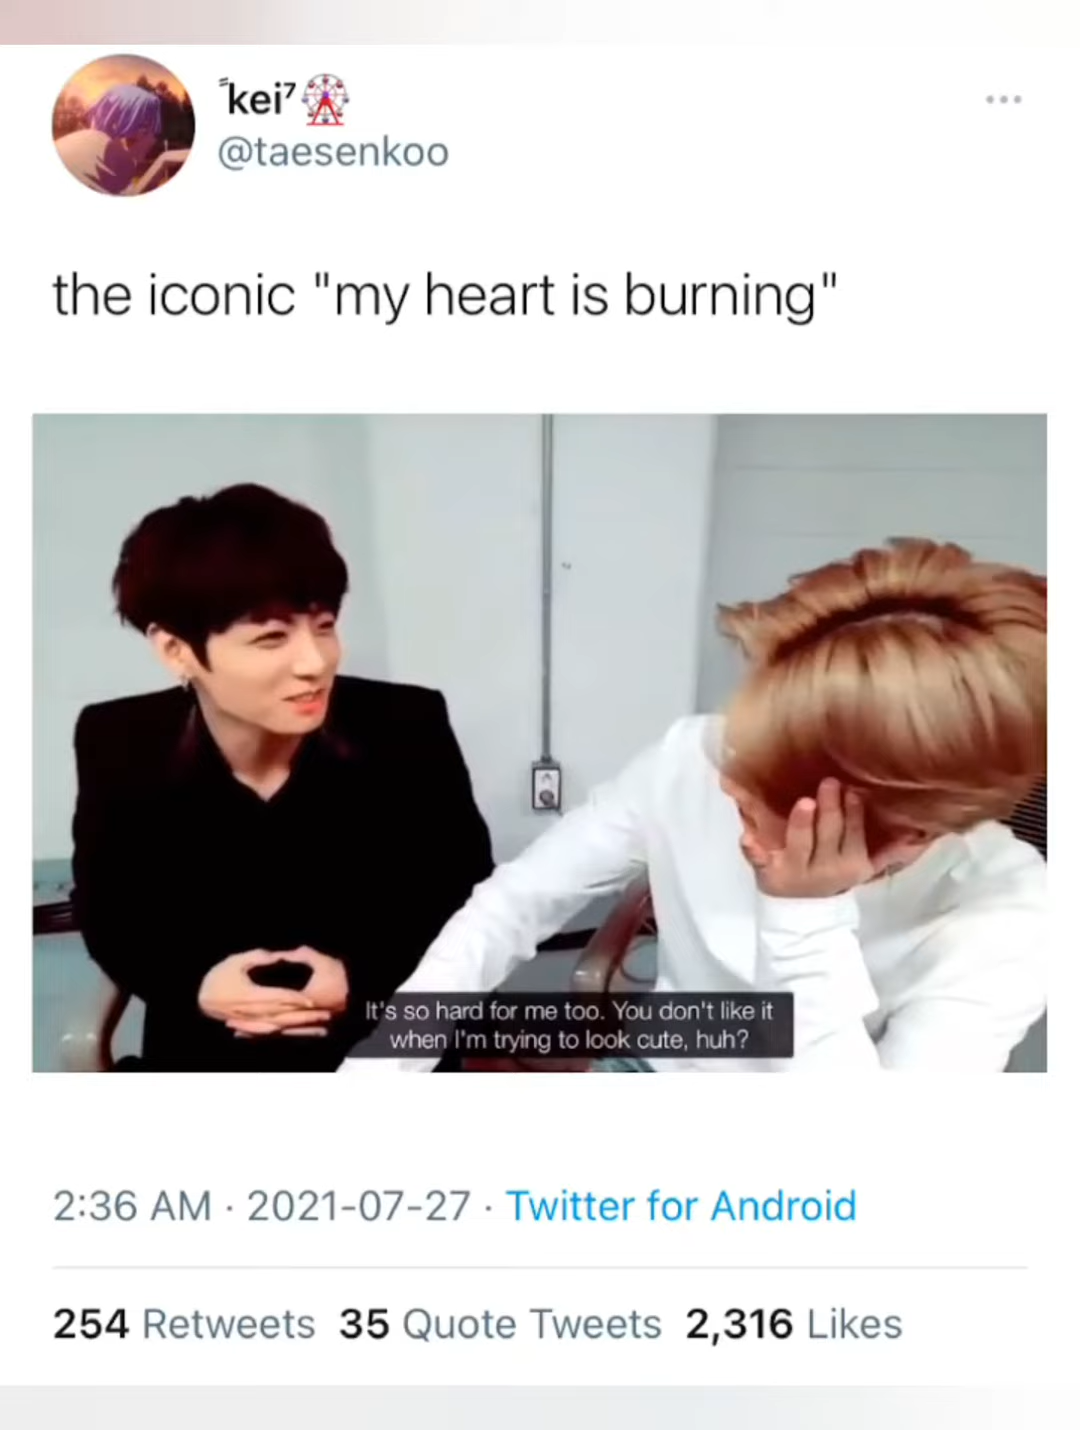 kei⁷🎡
@taesenkoo
the iconic "my heart is burning"
It's so hard for me too. You don't like it
when I'm trying to look cute, huh?
2:36 AM · 2021-07-27 · Twitter for Android
254 Retweets 35 Quote Tweets 2,316 Likes